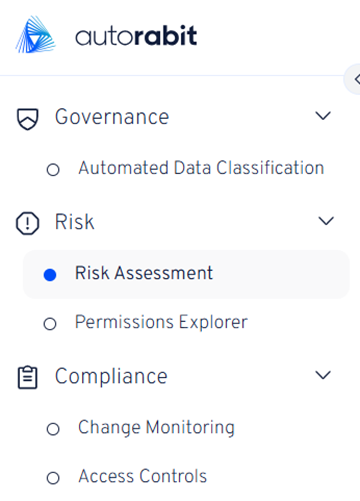 autorabit
Governance
Automated Data Classification
Risk
Risk Assessment
Permissions Explorer
Compliance
Change Monitoring
Access Controls